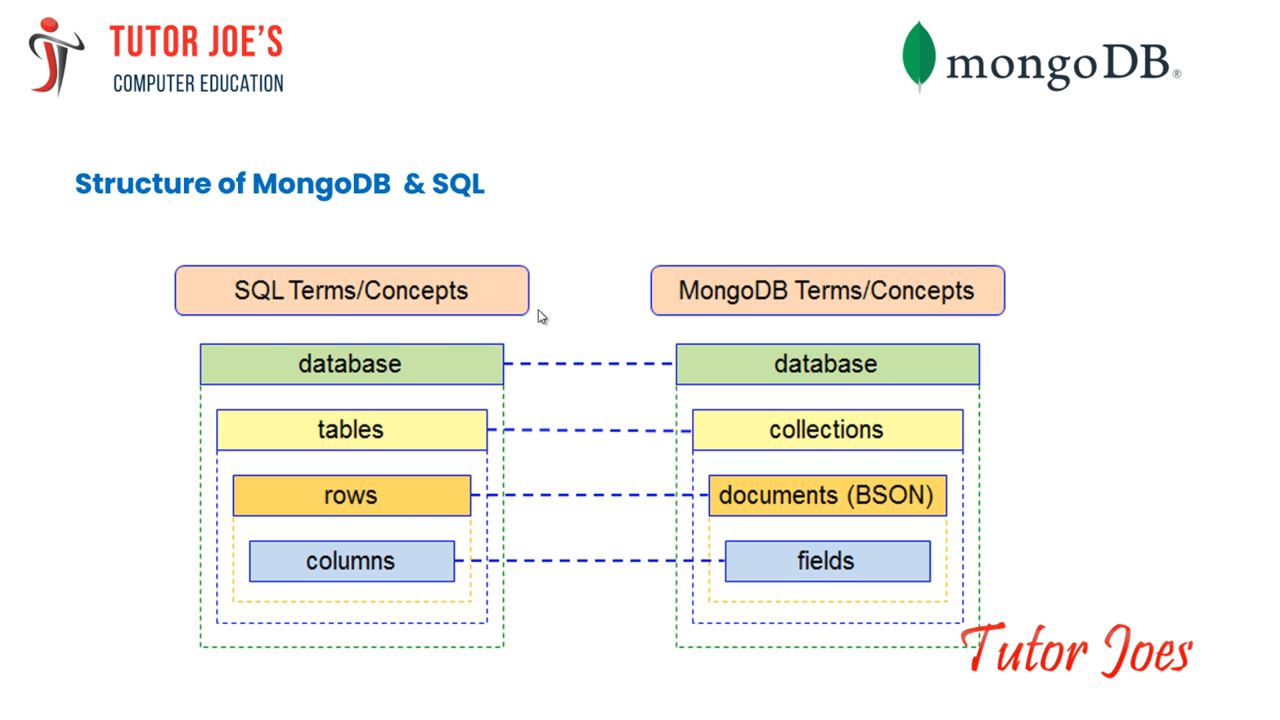 TUTOR JOE'S
COMPUTER EDUCATION
mongoDB®
Structure of MongoDB & SQL
SQL Terms/Concepts
MongoDB Terms/Concepts
database
database
tables
collections
rows
documents (BSON)
columns
fields
Tutor Joes